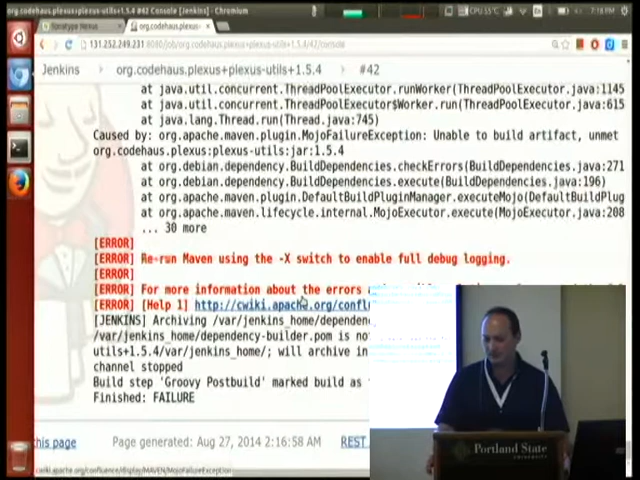 org.codehaus.plexus+plexus-utils+1.5.4 #42 Console [Jenkins] - Chromium
7:18 PM
org.codehaus.plexus-
131.252.249.231:8080/job/org.codehaus.plexus+plexus-utils+1.5.4/42/console
Jenkins org.codehaus.plexus+plexus-utils+1.5.4 #42
at java.util.concurrent.ThreadPoolExecutor.runWorker(ThreadPoolExecutor.java:1145
at java.util.concurrent.ThreadPoolExecutor$Worker.run(ThreadPoolExecutor.java:615
at java.lang.Thread.run(Thread.java:745)
Caused by: org.apache.maven.plugin.MojoFailureException: Unable to build artifact, unmet
org.codehaus.plexus:plexus-utils:jar:1.5.4
at org.debian.dependency.BuildDependencies.checkErrors(BuildDependencies.java:271
at org.debian.dependency.BuildDependencies.execute(BuildDependencies.java:196)
at org.apache.maven.plugin.DefaultBuildPluginManager.executeMojo(DefaultBuildPlug
at org.apache.maven.lifecycle.internal.MojoExecutor.execute(MojoExecutor.java:208
... 30 more
[ERROR]
[ERROR] Re-run Maven using the -X switch to enable full debug logging.
[ERROR]
[ERROR] For more information about the errors
[ERROR] [Help 1] http://cwiki.apache.org/conflu
[JENKINS] Archiving /var/jenkins_home/dependen
/var/jenkins_home/dependency-builder.pom is no
utils+1.5.4/var/jenkins_home/; will archive in
channel stopped
Build step 'Groovy Postbuild' marked build as
Finished: FAILURE
this page Page generated: Aug 27, 2014 2:16:58 AM REST
cwiki.apache.org/confluence/display/MAVEN/MojoFailureException
Portland State
UNIVERSITY